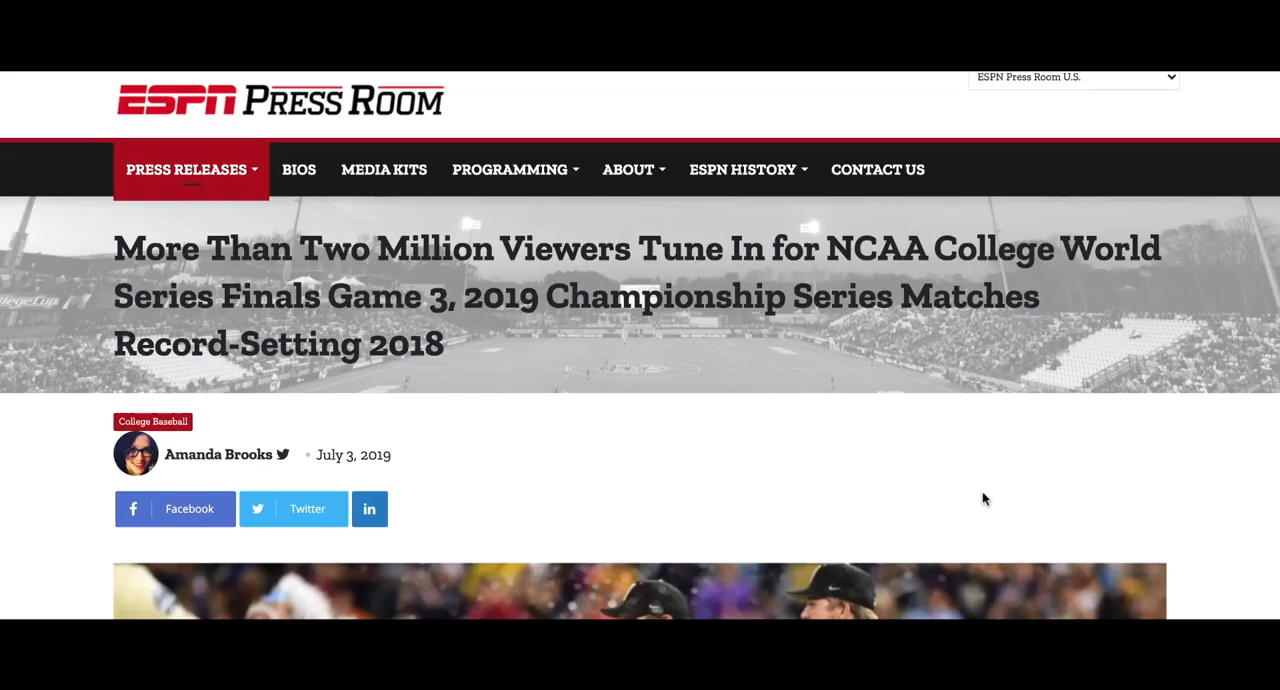 ESPN PRESS ROOM
ESPN Press Room U.S.
PRESS RELEASES
BIOS
MEDIA KITS
PROGRAMMING
ABOUT
ESPN HISTORY
CONTACT US
More Than Two Million Viewers Tune In for NCAA College World
Series Finals Game 3, 2019 Championship Series Matches
Record-Setting 2018
College Baseball
Amanda Brooks
July 3, 2019
Facebook
Twitter
in